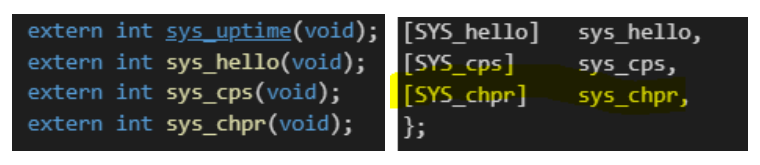 extern int sys_uptime(void);
extern int sys_hello(void);
extern int sys_cps(void);
extern int sys_chpr(void);
[SYS_hello]   sys_hello,
[SYS_cps]     sys_cps,
[SYS_chpr]    sys_chpr,
};